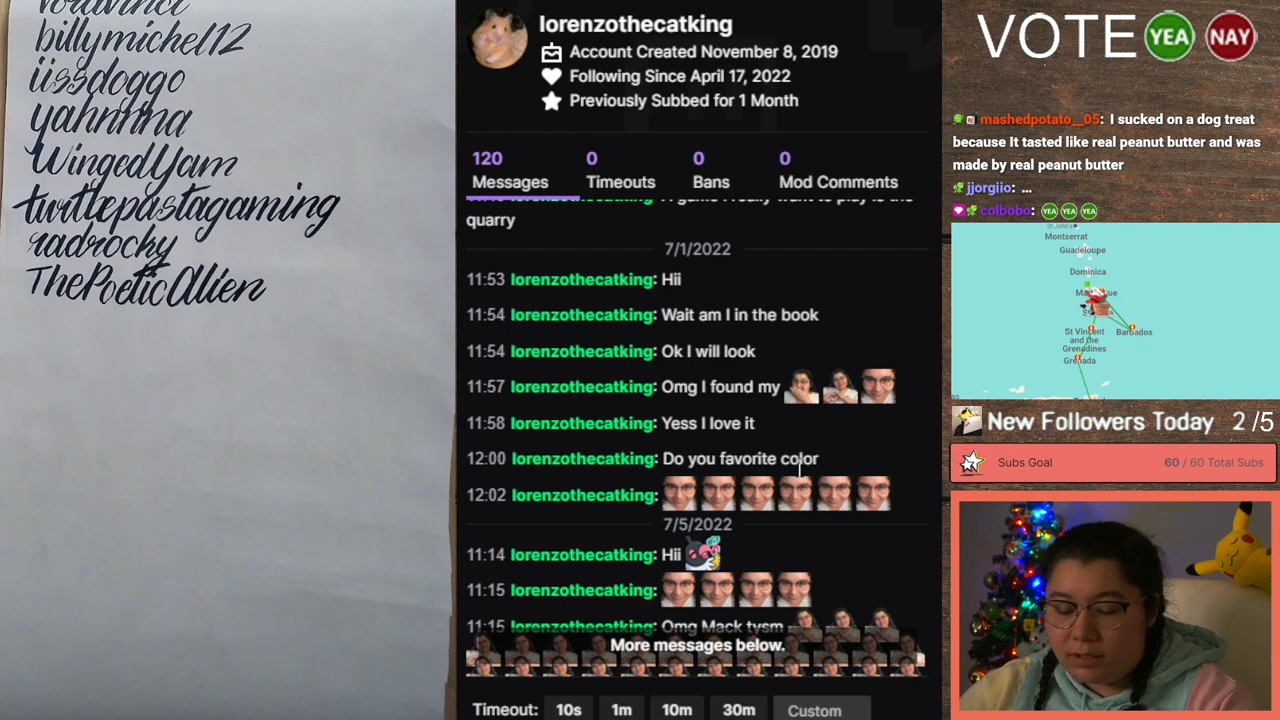 billymichel12
iissdoggo
yahnnna
WingedYam
turtlepastagaming
radrocky
ThePoeticAlien
lorenzothecatking
Account Created November 8, 2019
Following Since April 17, 2022
Previously Subbed for 1 Month
120
Messages
0
Timeouts
0
Bans
0
Mod Comments
quarry
7/1/2022
11:53 lorenzothecatking: Hii
11:54 lorenzothecatking: Wait am I in the book
11:54 lorenzothecatking: Ok I will look
11:57 lorenzothecatking: Omg I found my
11:58 lorenzothecatking: Yess I love it
12:00 lorenzothecatking: Do you favorite color
12:02 lorenzothecatking:
7/5/2022
11:14 lorenzothecatking: Hii
11:15 lorenzothecatking:
11:15 lorenzothecatking: Omg Mack tysm
More messages below.
Timeout: 10s 1m 10m 30m Custom
VOTE YEA NAY
mashedpotato__05: I sucked on a dog treat
because It tasted like real peanut butter and was
made by real peanut butter
jjorgiio: ...
colbobo: YEA YEA YEA
Montserrat
Guadeloupe
Dominica
St Vincent
and the
Grenadines
Barbados
Grenada
New Followers Today 2 /5
Subs Goal 60 / 60 Total Subs